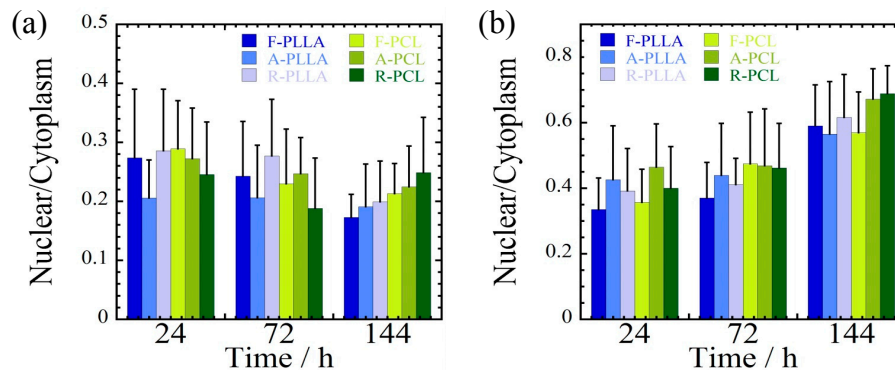 (a)
0.5
0.4
0.3
0.2
0.1
0
Nuclear/Cytoplasm
F-PLLA F-PCL
A-PLLA A-PCL
R-PLLA R-PCL
24 72 144
Time / h
(b)
0.8
0.6
0.4
0.2
0
Nuclear/Cytoplasm
F-PLLA F-PCL
A-PLLA A-PCL
R-PLLA R-PCL
24 72 144
Time / h